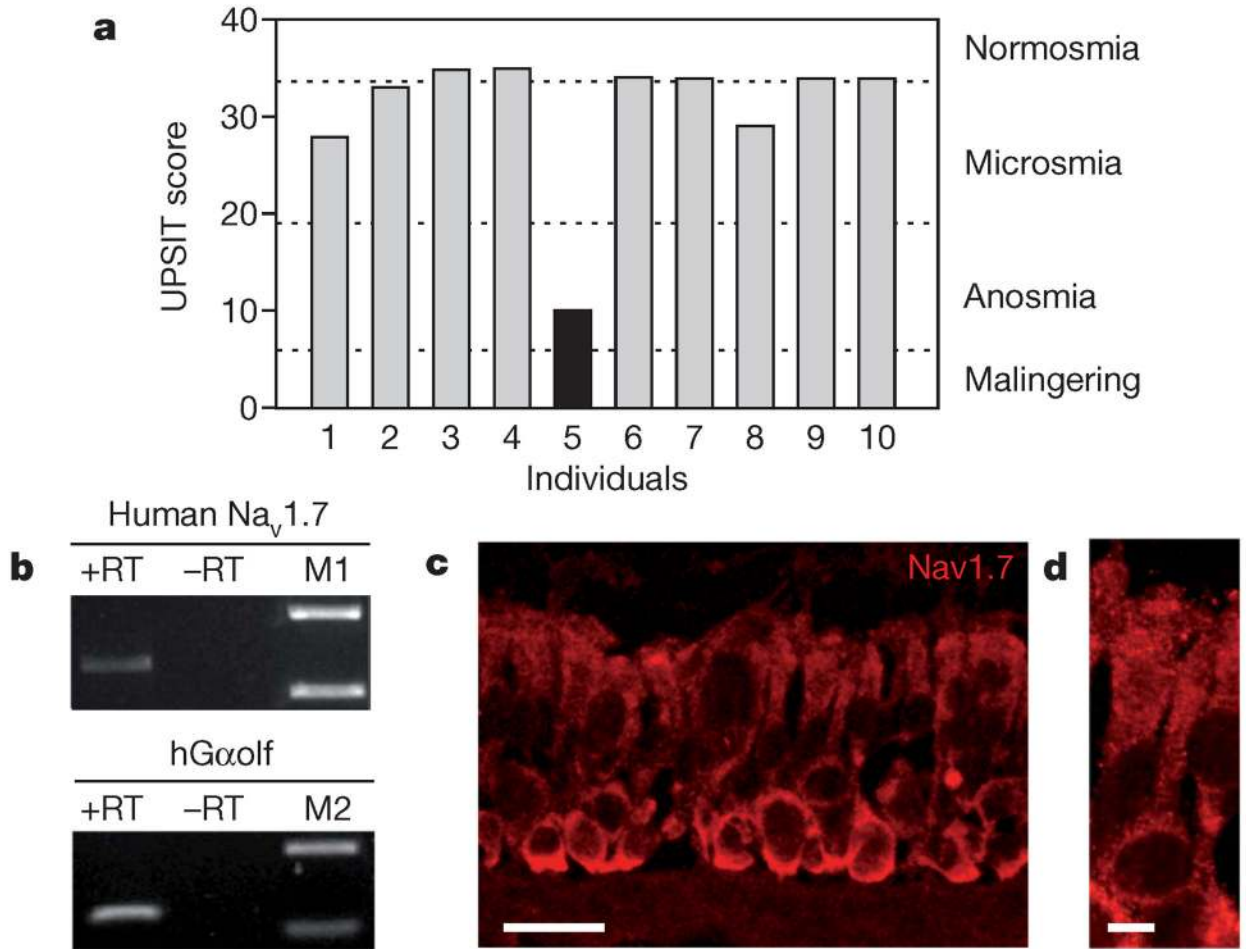 a
40
30
20
10
0
UPSIT score
Normosmia
Microsmia
Anosmia
Malingering
1 2 3 4 5 6 7 8 9 10
Individuals
b
Human Nav1.7
+RT –RT M1
hGαolf
+RT –RT M2
c
Nav1.7
d